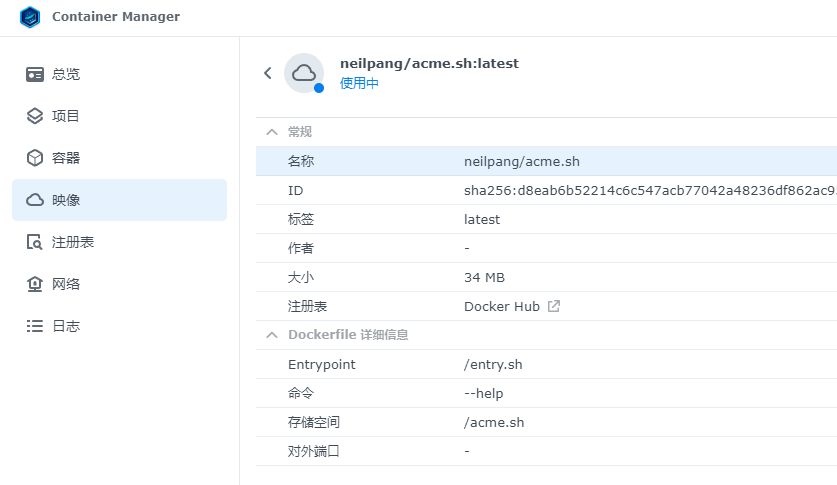 Container Manager
总览
项目
容器
映像
注册表
网络
日志
neilpang/acme.sh:latest
使用中
常规
名称 neilpang/acme.sh
ID sha256:d8eab6b52214c6c547acb77042a48236df862ac9
标签 latest
作者 -
大小 34 MB
注册表 Docker Hub
Dockerfile 详细信息
Entrypoint /entry.sh
命令 --help
存储空间 /acme.sh
对外端口 -